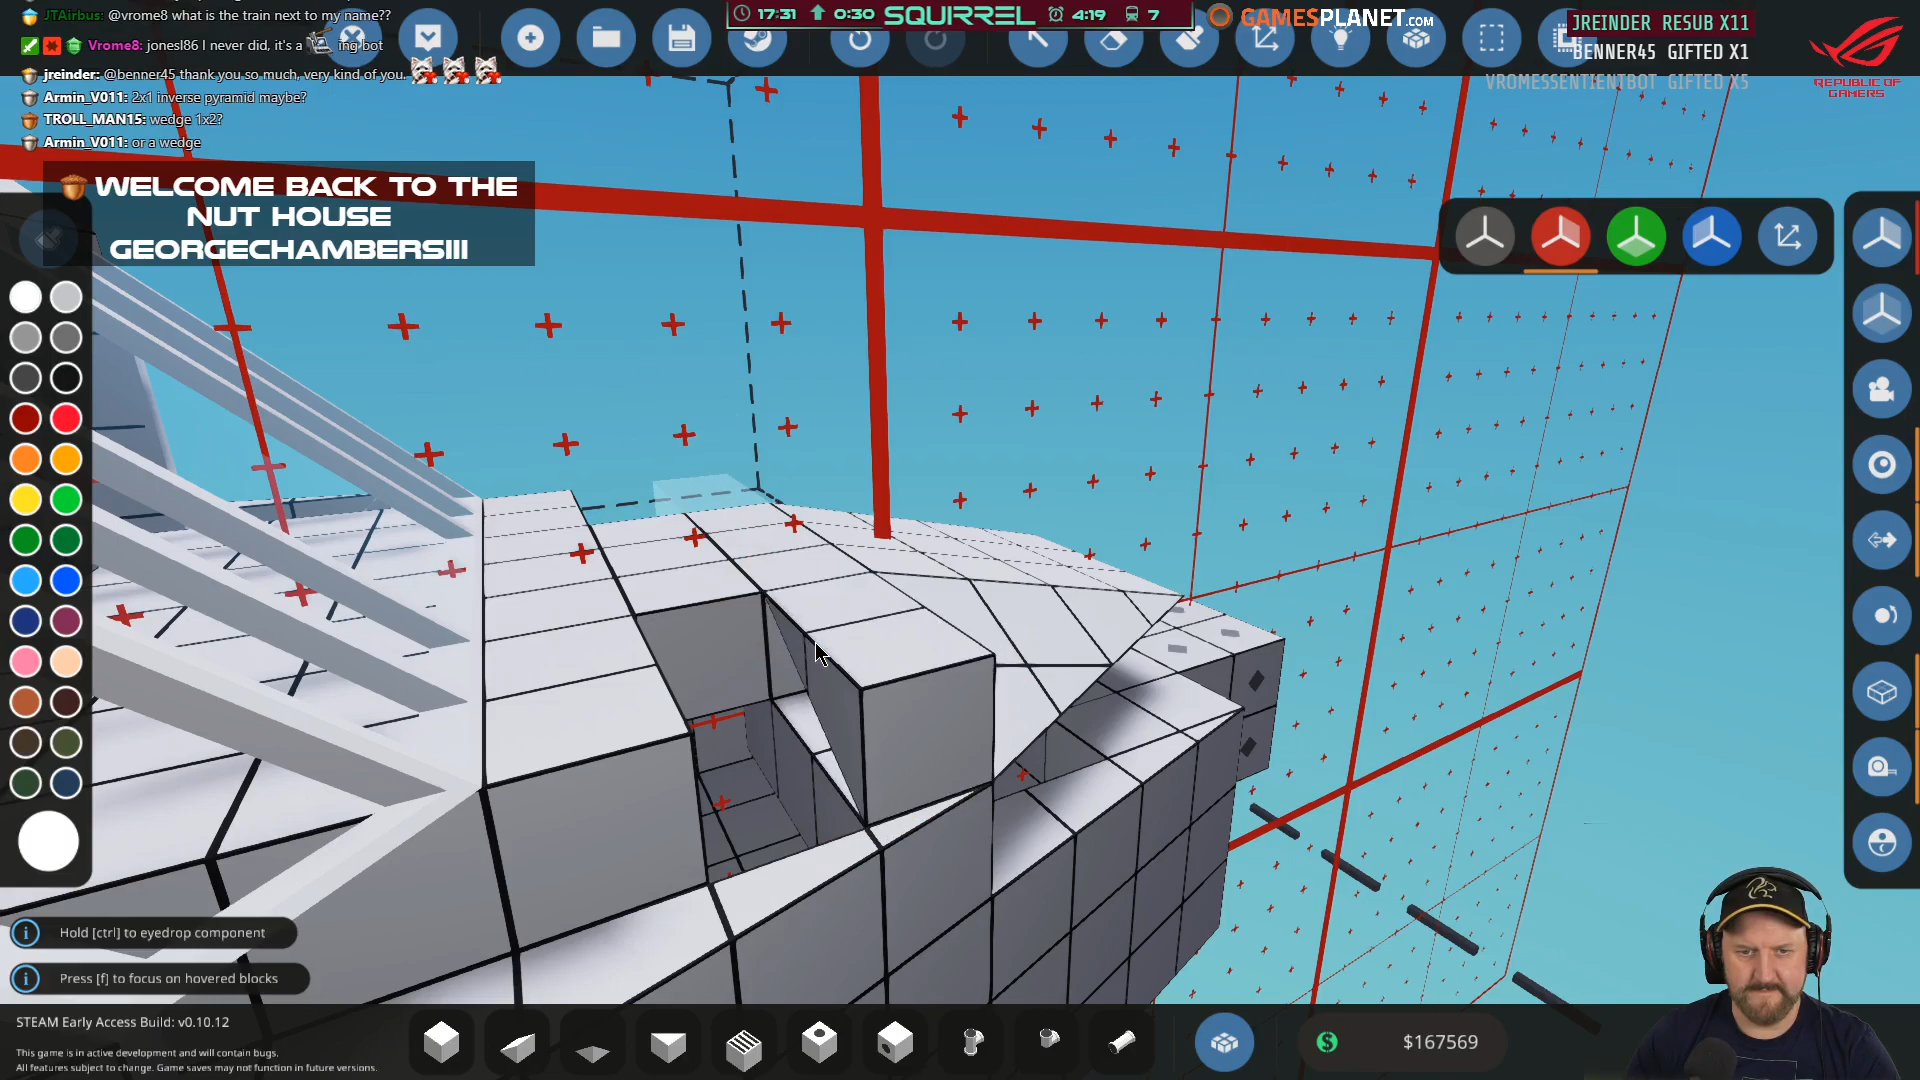 JTAirbus: @vrome8 what is the train next to my name??
Vrome8: jonesl86 I never did, it's a ing bot
jreinder: @benner45 thank you so much, very kind of you.
Armin_V011: 2x1 inverse pyramid maybe?
TROLL_MAN15: wedge 1x2?
Armin_V011: or a wedge
WELCOME BACK TO THE
NUT HOUSE
GEORGECHAMBERSIII
17:31 0:30 SQUIRREL 4:19 7
GAMESPLANET.COM
JREINDER RESUB X11
BENNER45 GIFTED X1
VROMESSENTIENTBOT GIFTED X5
REPUBLIC OF
GAMERS
Hold [ctrl] to eyedrop component
Press [f] to focus on hovered blocks
STEAM Early Access Build: v0.10.12
This game is in active development and will contain bugs.
All features subject to change. Game saves may not function in future versions.
$ $167569